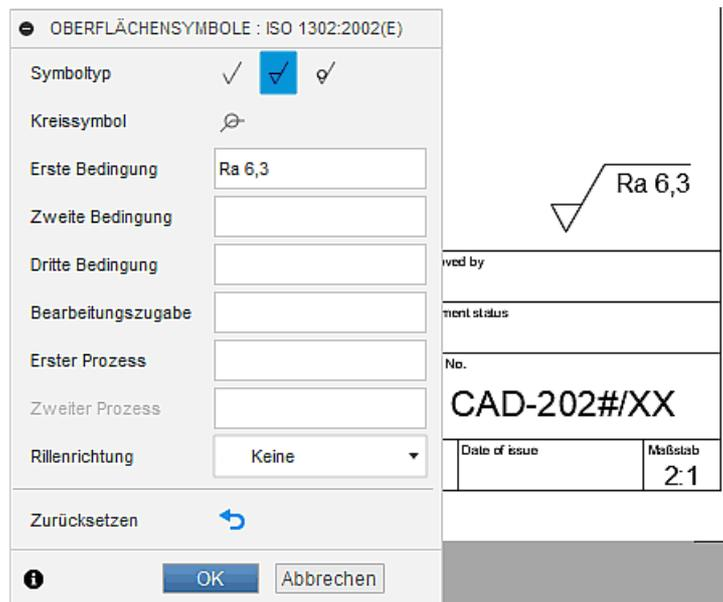 OBERFLÄCHENSYMBOLE : ISO 1302:2002(E)
Symboltyp
Kreissymbol
Erste Bedingung Ra 6,3
Zweite Bedingung
Dritte Bedingung
Bearbeitungszugabe
Erster Prozess
Zweiter Prozess
Rillenrichtung Keine
Zurücksetzen
OK Abbrechen
Ra 6,3
ved by
ment status
No.
CAD-202#/XX
Date of issue
Maßstab
2:1